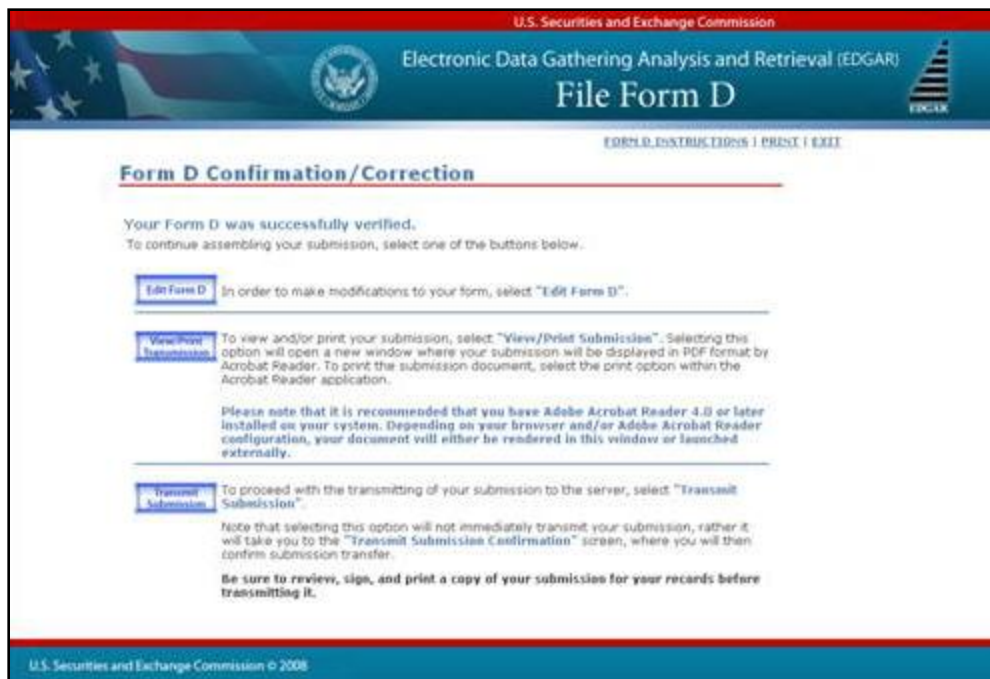 U.S. Securities and Exchange Commission
Electronic Data Gathering Analysis and Retrieval (EDGAR)
File Form D
EDGAR
FORM D INSTRUCTIONS | PRINT | EXIT
Form D Confirmation/Correction
Your Form D was successfully verified.
To continue assembling your submission, select one of the buttons below.
Edit Form D
In order to make modifications to your form, select "Edit Form D".
View/Print
Transmission
To view and/or print your submission, select "View/Print Submission". Selecting this
option will open a new window where your submission will be displayed in PDF format by
Acrobat Reader. To print the submission document, select the print option within the
Acrobat Reader application.
Please note that it is recommended that you have Adobe Acrobat Reader 4.0 or later
installed on your system. Depending on your browser and/or Adobe Acrobat Reader
configuration, your document will either be rendered in this window or launched
externally.
Transmit
Submission
To proceed with the transmitting of your submission to the server, select "Transmit
Submission".
Note that selecting this option will not immediately transmit your submission, rather it
will take you to the "Transmit Submission Confirmation" screen, where you will then
confirm submission transfer.
Be sure to review, sign, and print a copy of your submission for your records before
transmitting it.
U.S. Securities and Exchange Commission © 2008